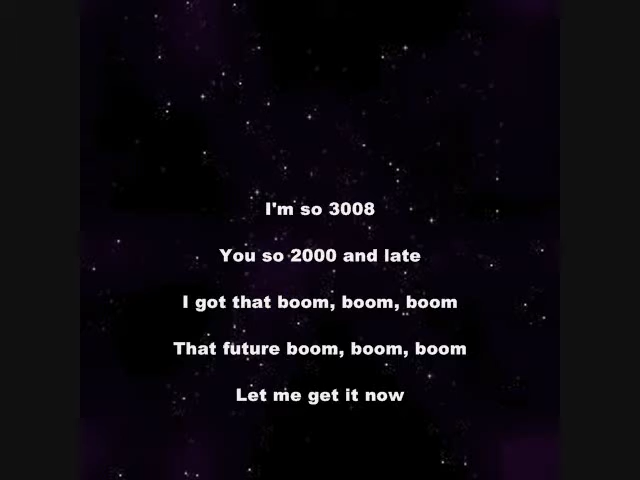 I'm so 3008
You so 2000 and late
I got that boom, boom, boom
That future boom, boom, boom
Let me get it now